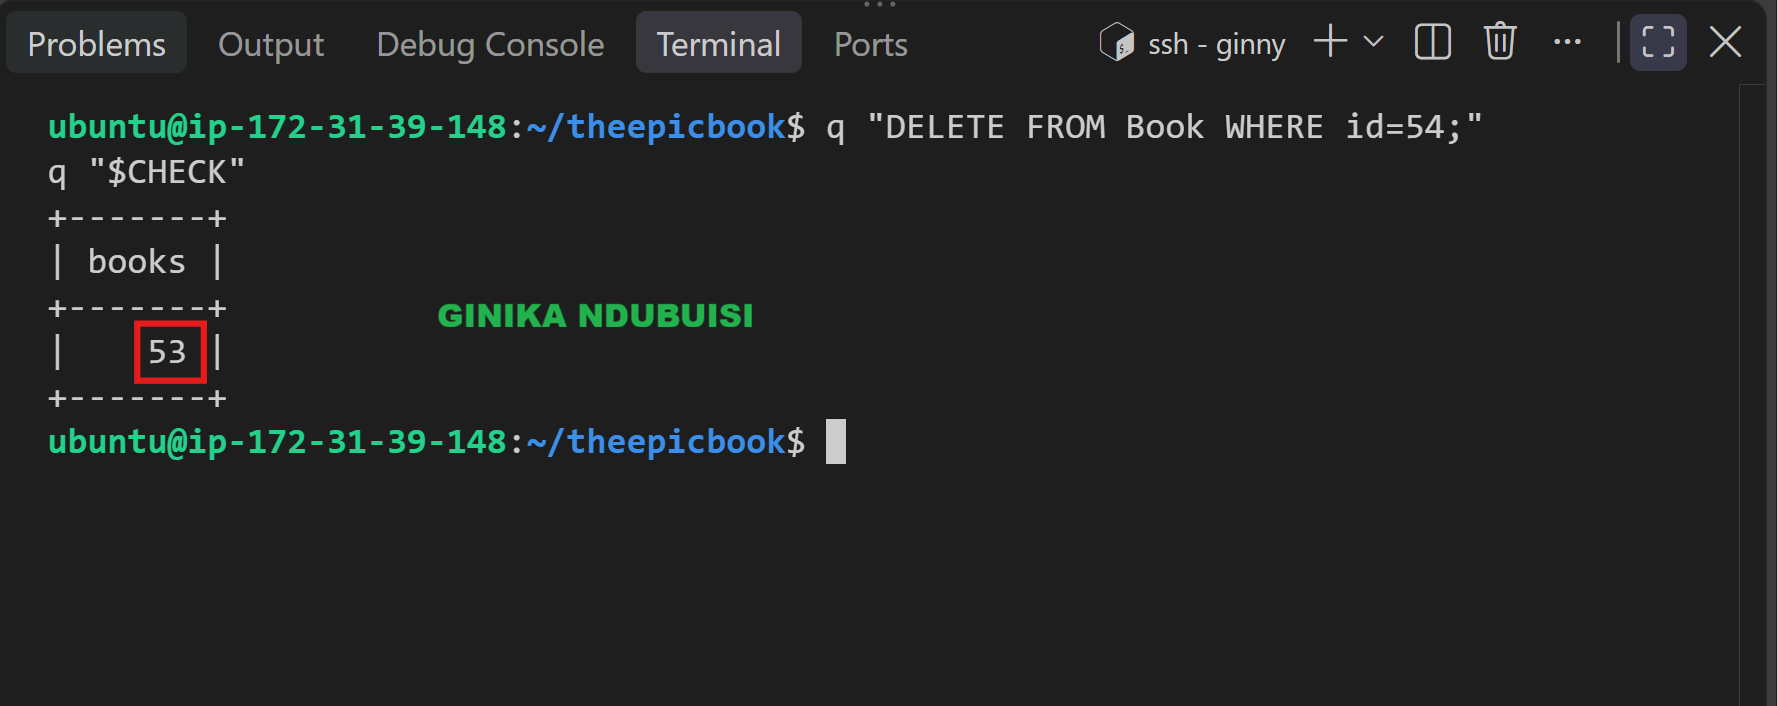 Problems Output Debug Console Terminal Ports ssh - ginny
ubuntu@ip-172-31-39-148:~/theepicbook$ q "DELETE FROM Book WHERE id=54;"
q "$CHECK"
+-------+
| books |
+-------+
GINIKA NDUBUISI
|    53 |
+-------+
ubuntu@ip-172-31-39-148:~/theepicbook$